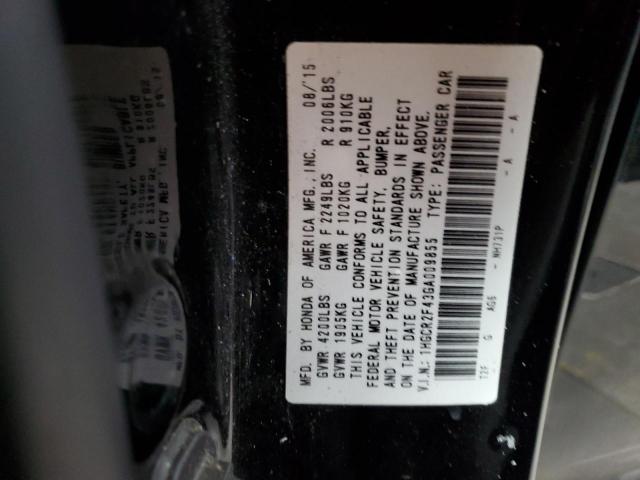 MFD. BY HONDA OF AMERICA MFG., INC. 08/'15
GVWR 4200LBS GAWR F 2249LBS R 2006LBS
GVWR 1905KG GAWR F 1020KG R 910KG
THIS VEHICLE CONFORMS TO ALL APPLICABLE
FEDERAL MOTOR VEHICLE SAFETY, BUMPER,
AND THEFT PREVENTION STANDARDS IN EFFECT
ON THE DATE OF MANUFACTURE SHOWN ABOVE.
V.I.N.: 1HGCR2F43GA009855 TYPE: PASSENGER CAR
T2F G AG6 - NH731P - A - A